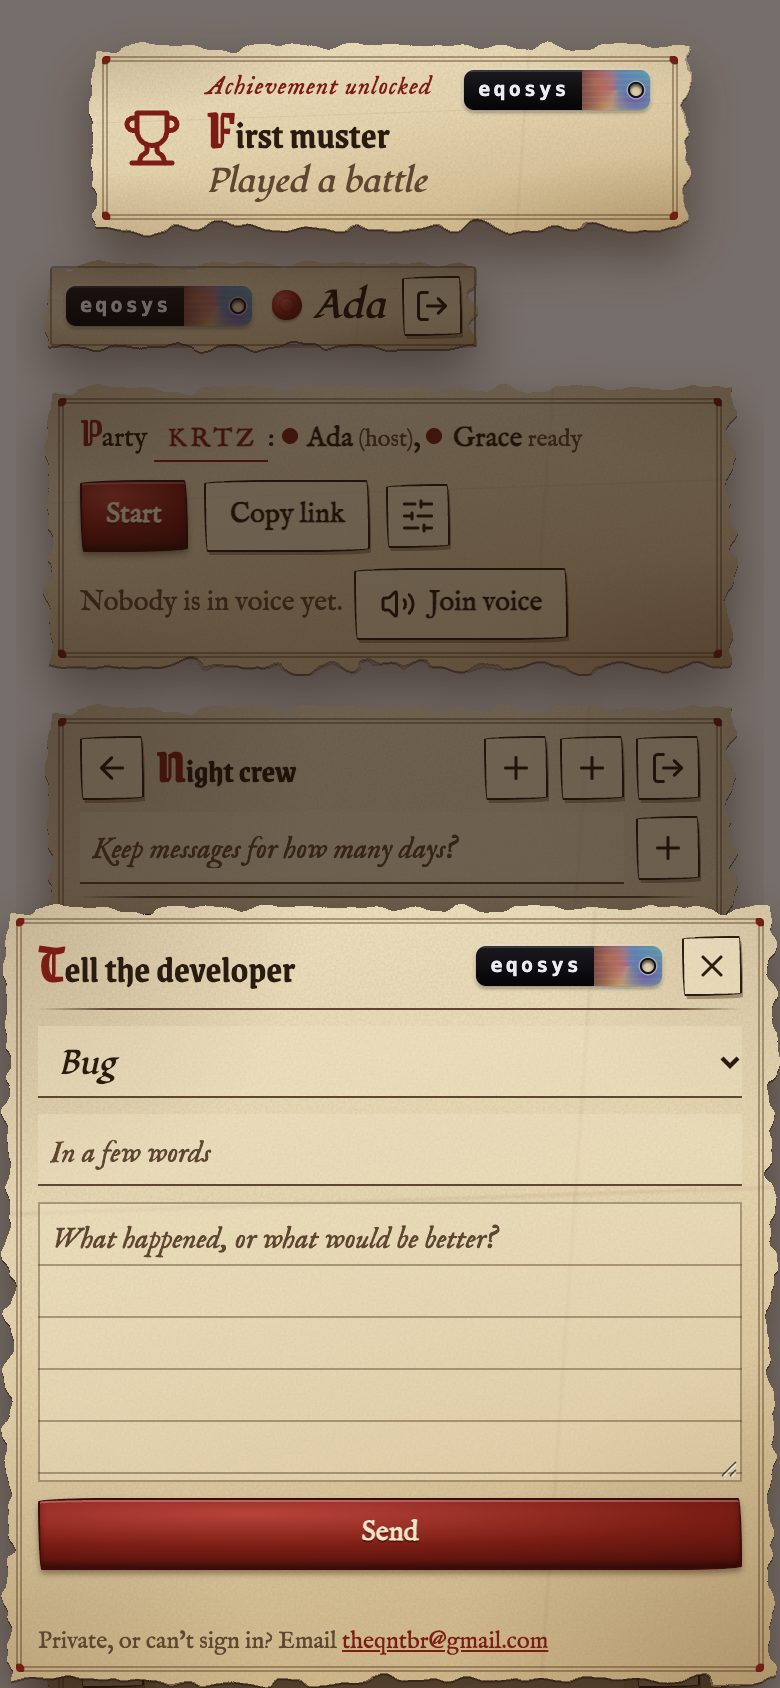 Achievement unlocked
eqosys
First muster
Played a battle
eqosys
Ada
Party KRTZ : Ada (host), Grace ready
Start
Copy link
Nobody is in voice yet.
Join voice
Night crew
Keep messages for how many days?
Tell the developer
eqosys
Bug
In a few words
What happened, or what would be better?
Send
Private, or can’t sign in? Email theqntbr@gmail.com